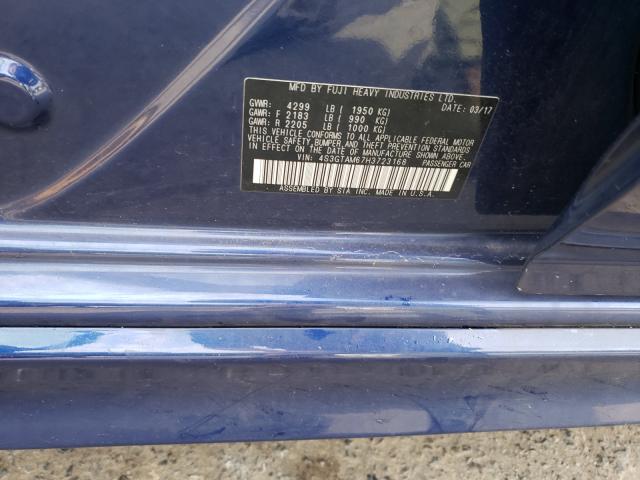 MFD BY FUJI HEAVY INDUSTRIES LTD.
GVWR: 4299 LB ( 1950 KG) DATE: 03/17
GAWR: F 2183 LB ( 990 KG)
GAWR: R 2205 LB ( 1000 KG)
THIS VEHICLE CONFORMS TO ALL APPLICABLE FEDERAL MOTOR
VEHICLE SAFETY, BUMPER, AND THEFT PREVENTION STANDARDS
IN EFFECT ON THE DATE OF MANUFACTURE SHOWN ABOVE.
VIN: 4S3GTAM67H3723168 PASSENGER CAR
ASSEMBLED BY SIA INC. MADE IN U.S.A.